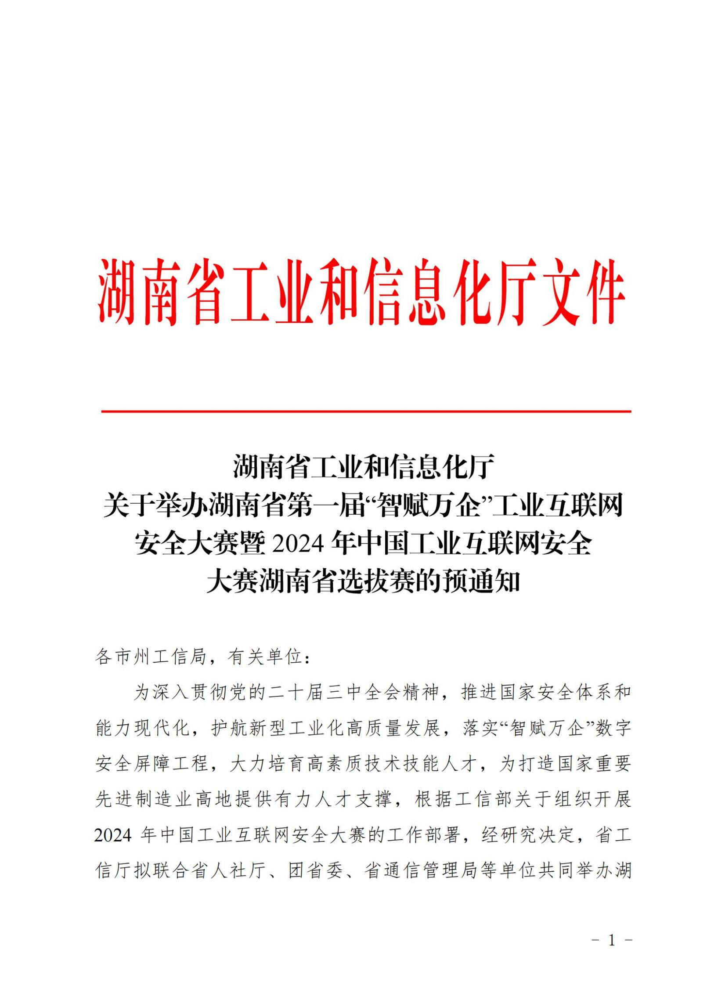 湖南省工业和信息化厅文件
湖南省工业和信息化厅
关于举办湖南省第一届“智赋万企”工业互联网
安全大赛暨 2024 年中国工业互联网安全
大赛湖南省选拔赛的预通知
各市州工信局，有关单位：
为深入贯彻党的二十届三中全会精神，推进国家安全体系和
能力现代化，护航新型工业化高质量发展，落实“智赋万企”数字
安全屏障工程，大力培育高素质技术技能人才，为打造国家重要
先进制造业高地提供有力人才支撑，根据工信部关于组织开展
2024 年中国工业互联网安全大赛的工作部署，经研究决定，省工
信厅拟联合省人社厅、团省委、省通信管理局等单位共同举办湖
- 1 -